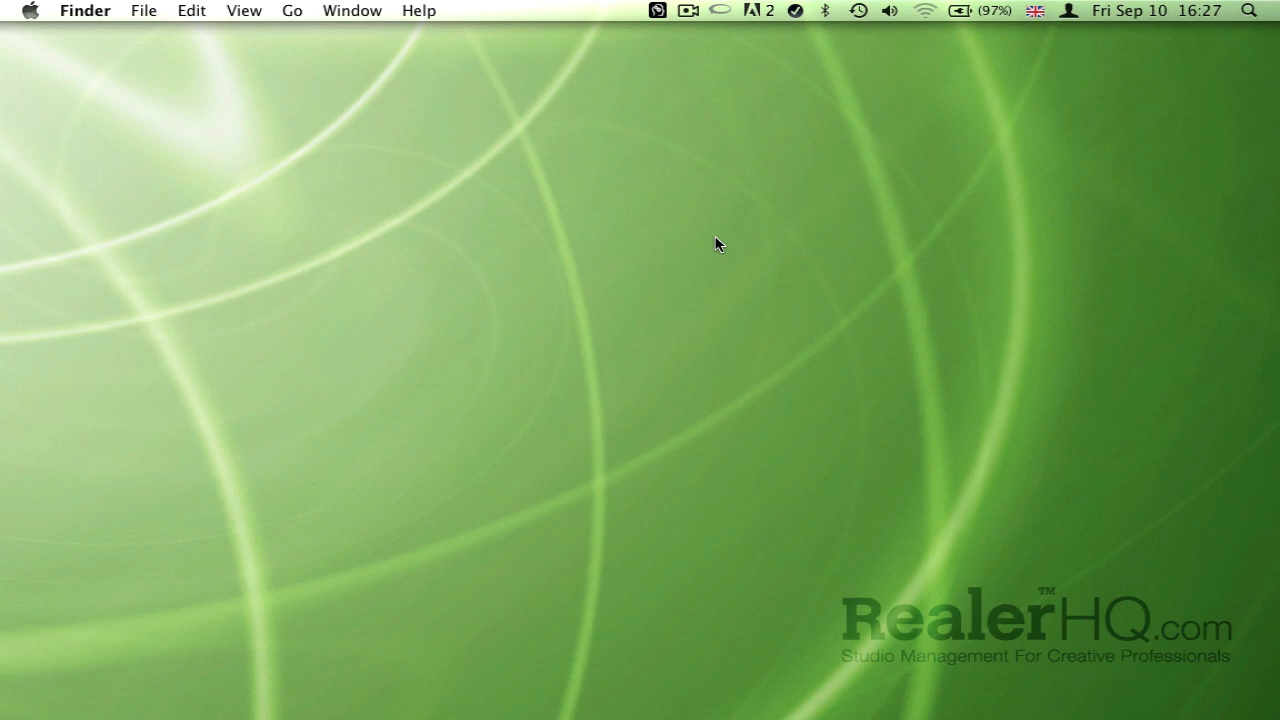 Finder File Edit View Go Window Help 2 (97%) Fri Sep 10 16:27
RealerHQ.com™
Studio Management For Creative Professionals